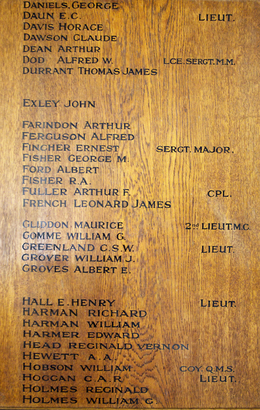 DANIELS. GEORGE
DAUN E.C. LIEUT.
DAVIS HORACE
DAWSON CLAUDE
DEAN ARTHUR
DOD ALFRED W. LCE.SERGT.M.M.
DURRANT THOMAS JAMES
EXLEY JOHN
FARINDON ARTHUR
FERGUSON ALFRED
FINCHER ERNEST SERGT. MAJOR.
FISHER GEORGE M.
FORD ALBERT
FISHER R.A.
FULLER ARTHUR F. CPL.
FRENCH LEONARD JAMES
GLIDDON. MAURICE 2nd LIEUT.M.C.
GOMME WILLIAM G.
GREENLAND C.S.W. LIEUT.
GROVER WILLIAM.J.
GROVES ALBERT E.
HALL E. HENRY LIEUT.
HARMAN RICHARD
HARMAN WILLIAM
HARMER EDWARD
HEAD REGINALD VERNON
HEWETT A.A.
HOBSON WILLIAM COY Q.M.S.
HOGGAN C.A.R. LIEUT.
HOLMES REGINALD
HOLMES WILLIAM G.